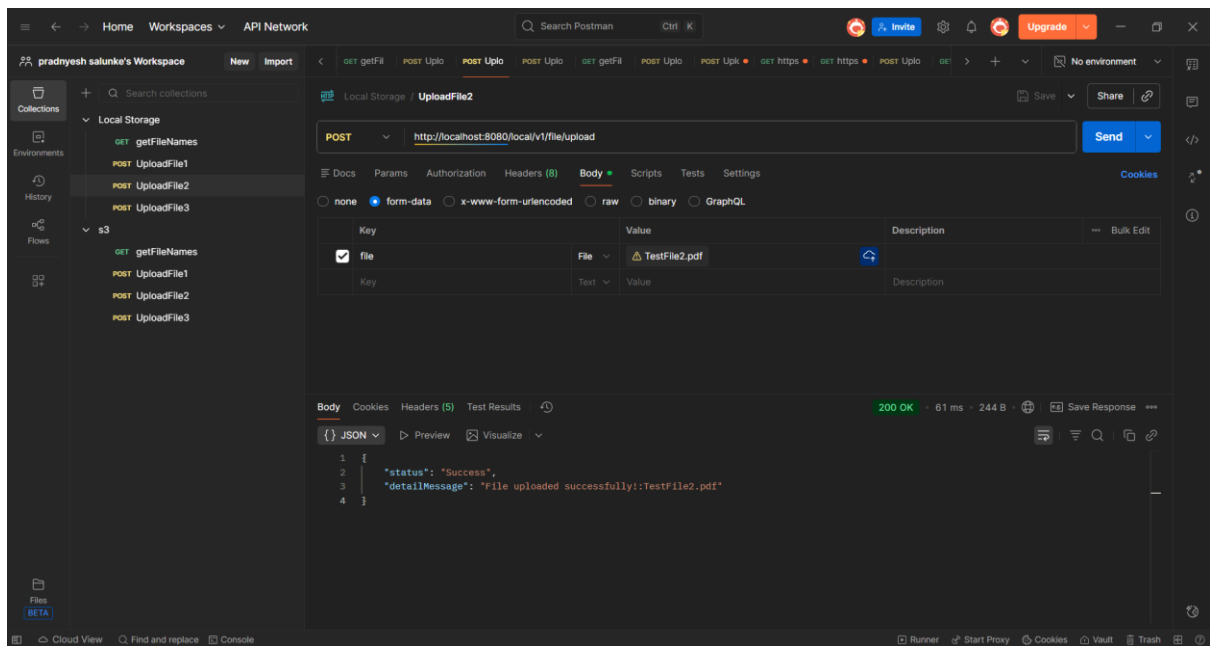 Home Workspaces API Network Search Postman Ctrl K Invite Upgrade
pradnyesh salunke's Workspace New Import GET getFil POST Uplo POST Uplo POST Uplo GET getFil POST Uplo POST Upk GET https GET https POST Uplo GE No environment
Collections
Search collections
Local Storage / UploadFile2 Save Share
Local Storage
GET getFileNames
POST UploadFile1
POST UploadFile2
POST UploadFile3
s3
GET getFileNames
POST UploadFile1
POST UploadFile2
POST UploadFile3
Environments
History
Flows
Files
BETA
POST http://localhost:8080/local/v1/file/upload Send
Docs Params Authorization Headers (8) Body Scripts Tests Settings Cookies
none form-data x-www-form-urlencoded raw binary GraphQL
Key Value Description Bulk Edit
file File TestFile2.pdf
Key Text Value Description
Body Cookies Headers (5) Test Results 200 OK 61 ms 244 B Save Response
{} JSON Preview Visualize
1 {
2 "status": "Success",
3 "detailMessage": "File uploaded successfully!:TestFile2.pdf"
4 }
Cloud View Find and replace Console Runner Start Proxy Cookies Vault Trash